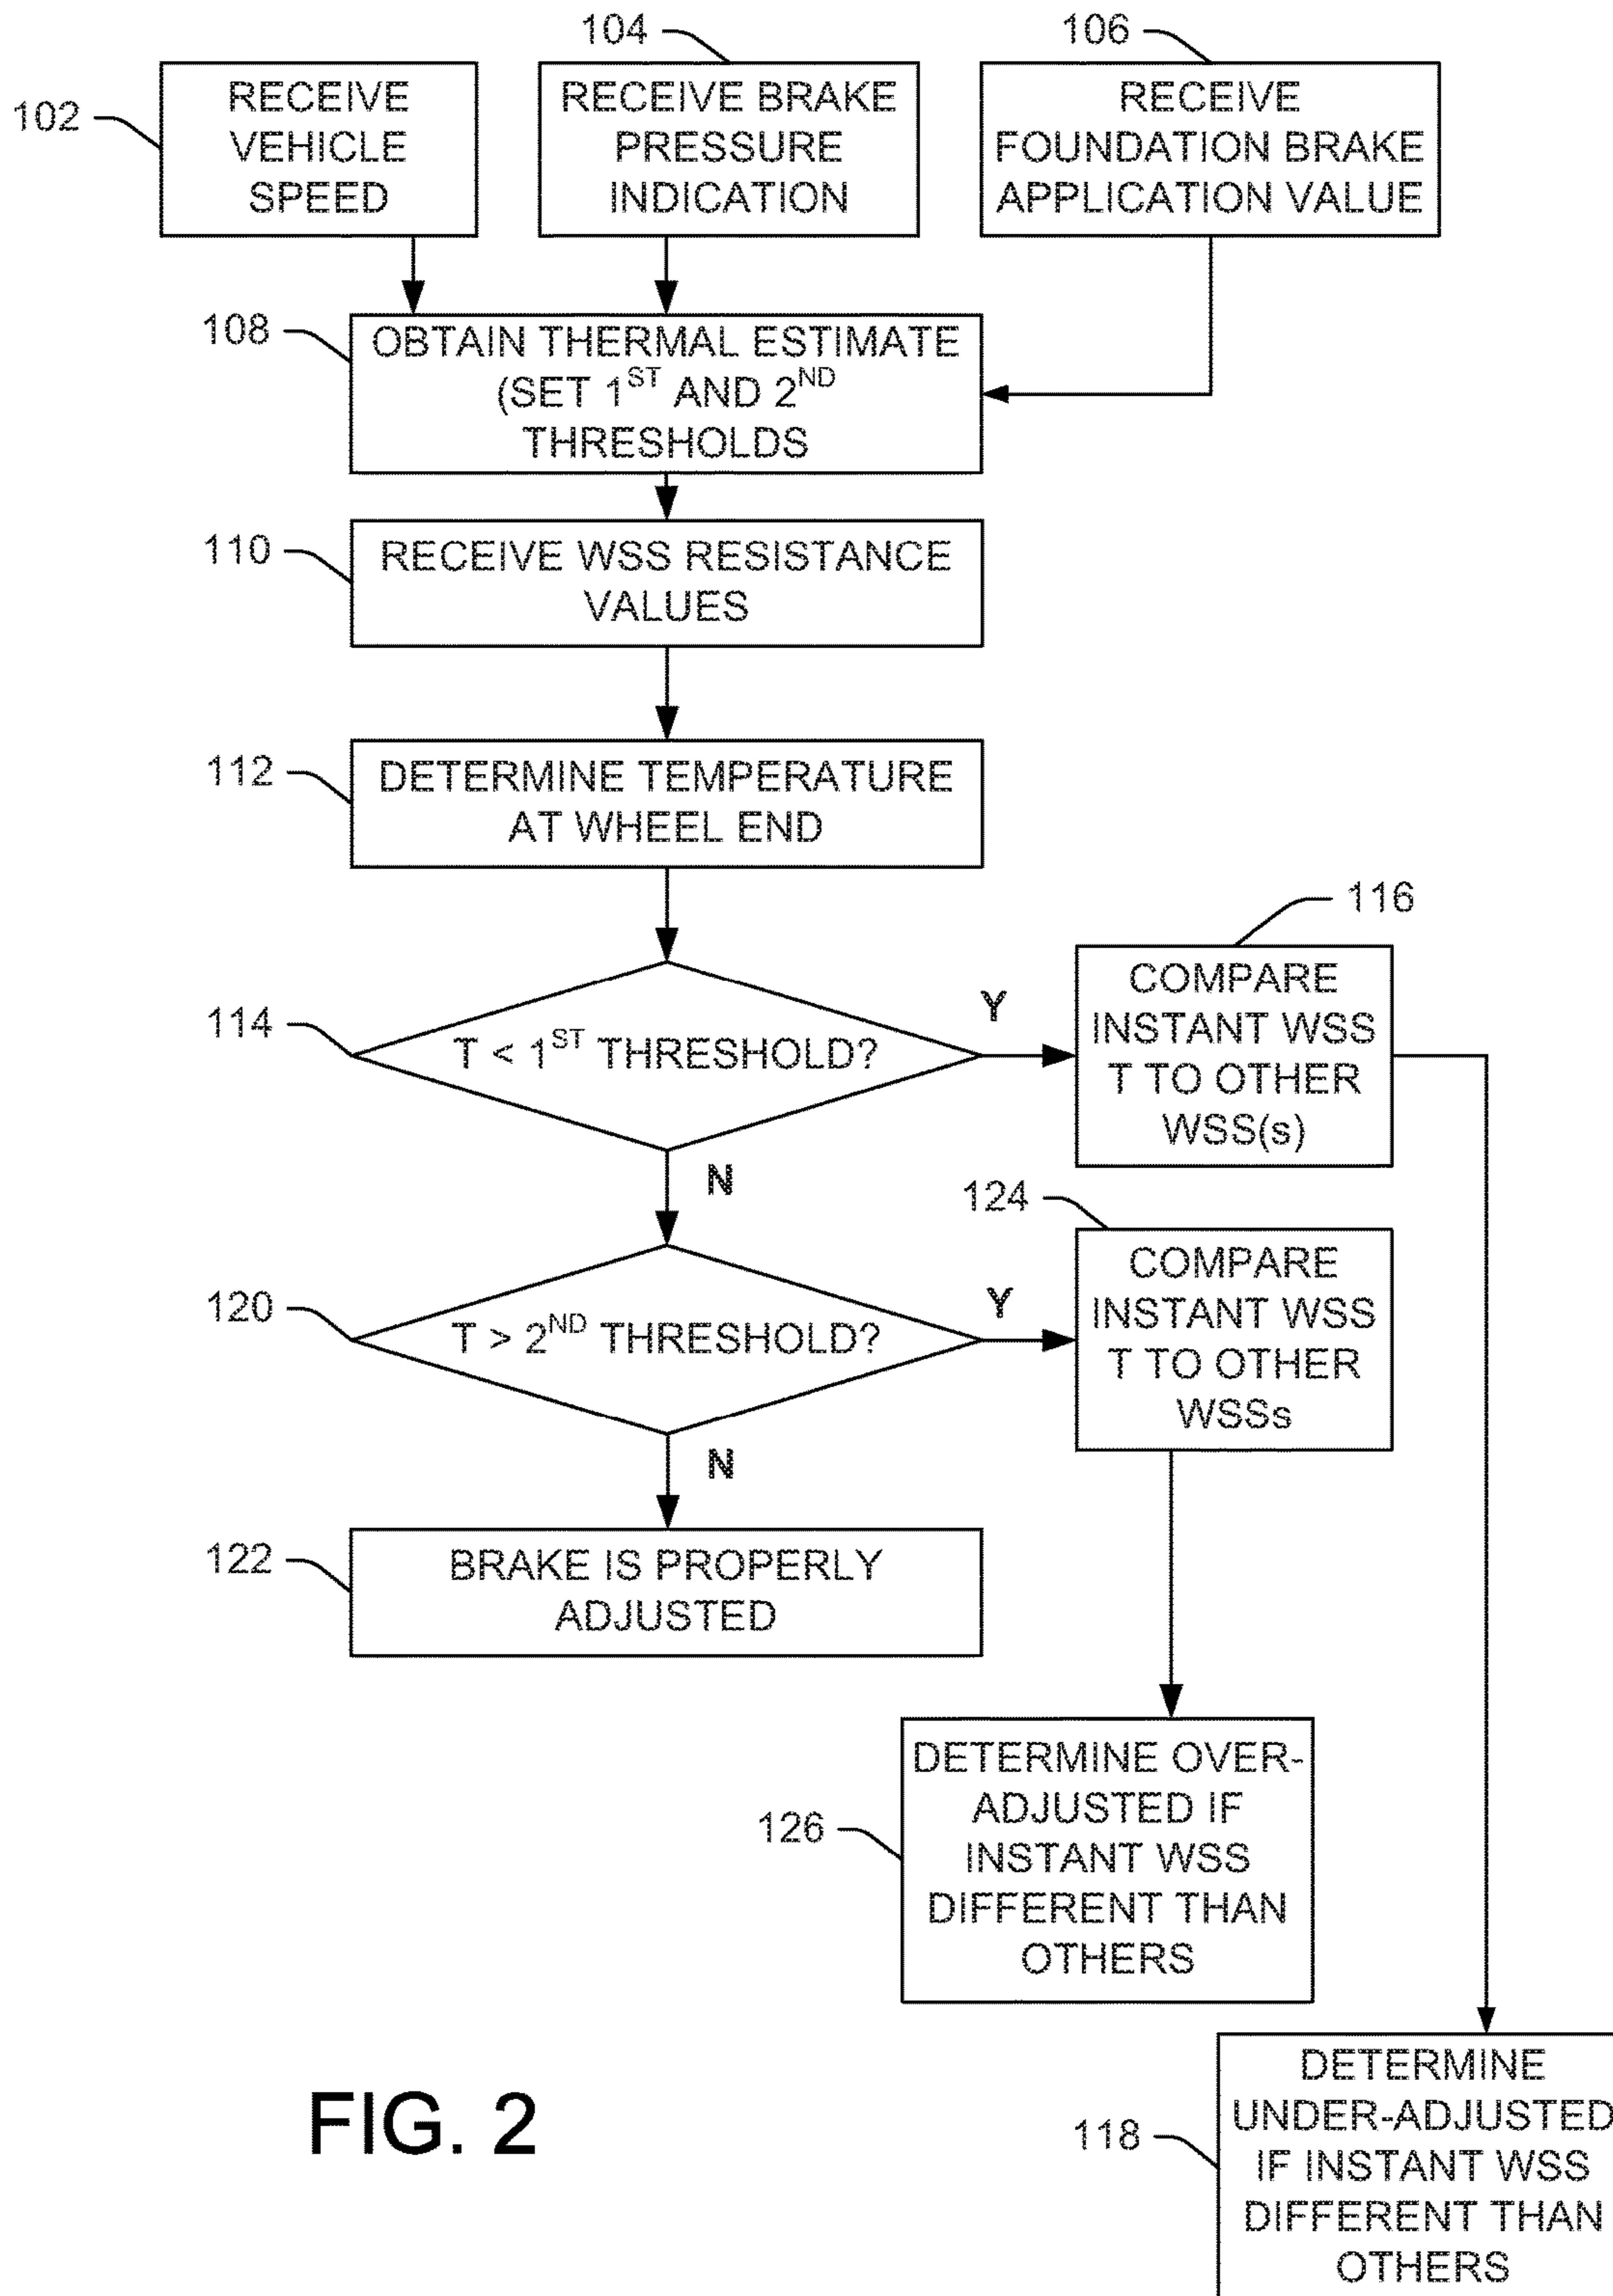 104
106
102
RECEIVE
VEHICLE
SPEED
RECEIVE BRAKE
PRESSURE
INDICATION
RECEIVE
FOUNDATION BRAKE
APPLICATION VALUE
108
OBTAIN THERMAL ESTIMATE
(SET 1ST AND 2ND
THRESHOLDS
110
RECEIVE WSS RESISTANCE
VALUES
112
DETERMINE TEMPERATURE
AT WHEEL END
114
T < 1ST THRESHOLD?
Y
N
116
COMPARE
INSTANT WSS
T TO OTHER
WSS(s)
120
T > 2ND THRESHOLD?
Y
N
124
COMPARE
INSTANT WSS
T TO OTHER
WSSs
122
BRAKE IS PROPERLY
ADJUSTED
126
DETERMINE OVER-
ADJUSTED IF
INSTANT WSS
DIFFERENT THAN
OTHERS
118
DETERMINE
UNDER-ADJUSTED
IF INSTANT WSS
DIFFERENT THAN
OTHERS
FIG. 2